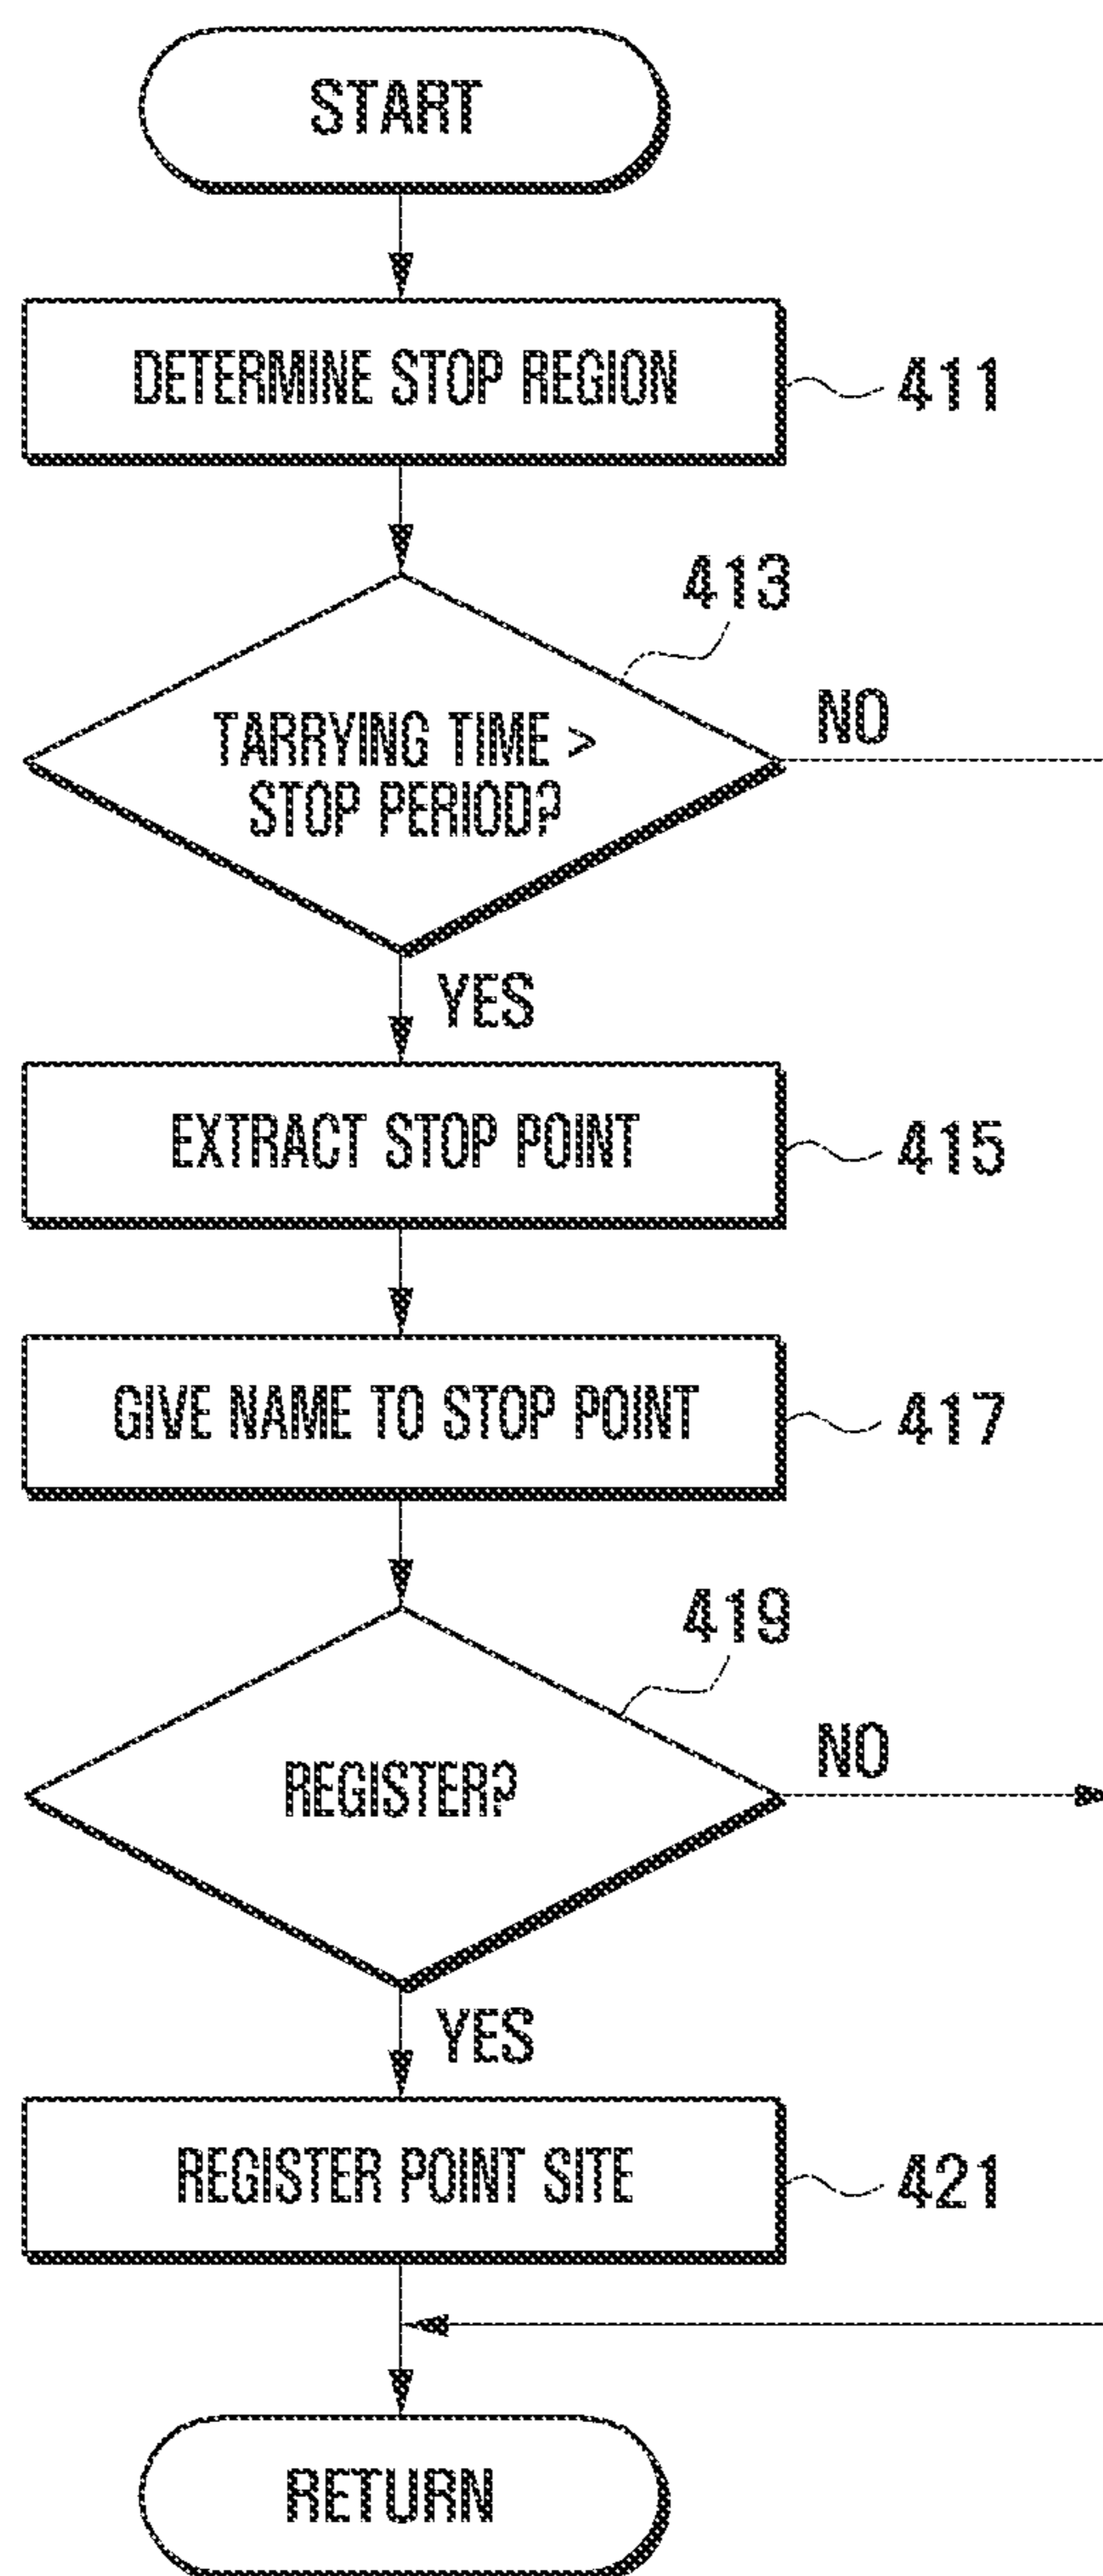 START
DETERMINE STOP REGION
411
413
TARRYING TIME >
STOP PERIOD?
NO
YES
EXTRACT STOP POINT
415
GIVE NAME TO STOP POINT
417
419
REGISTER?
NO
YES
REGISTER POINT SITE
421
RETURN